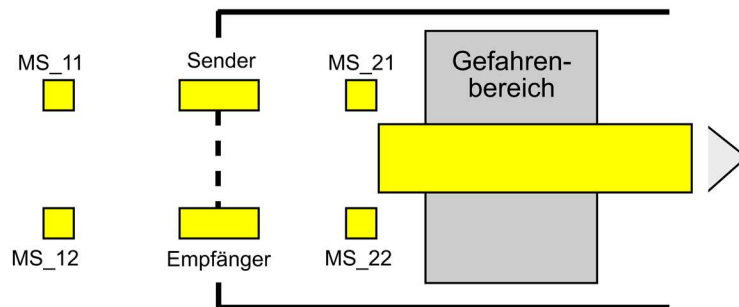 MS_11
Sender
MS_21
Gefahren-
bereich
MS_12
Empfänger
MS_22